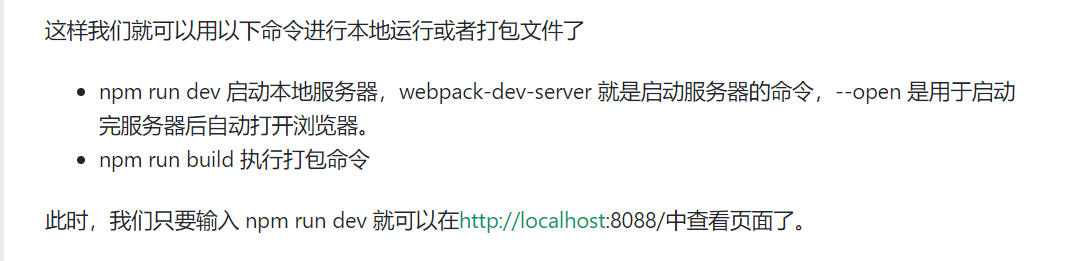 这样我们就可以用以下命令进行本地运行或者打包文件了
npm run dev 启动本地服务器，webpack-dev-server 就是启动服务器的命令，--open 是用于启动
完服务器后自动打开浏览器。
npm run build 执行打包命令
此时，我们只要输入 npm run dev 就可以在http://localhost:8088/中查看页面了。